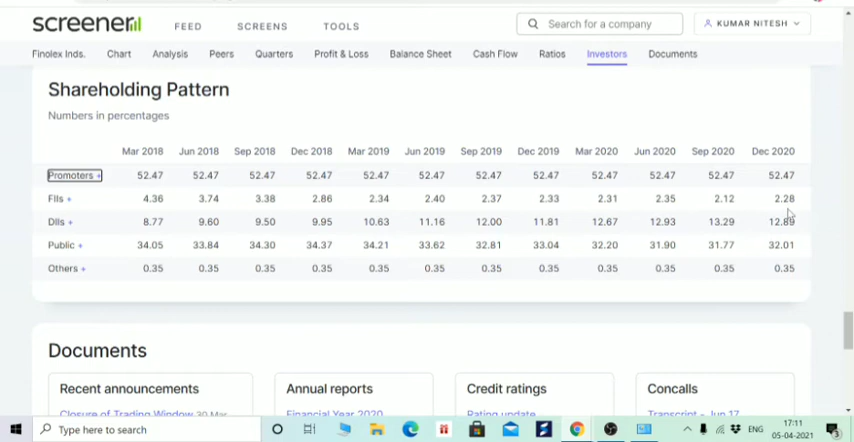 screener
FEED SCREENS TOOLS
Search for a company
KUMAR NITESH
Finolex Inds. Chart Analysis Peers Quarters Profit & Loss Balance Sheet Cash Flow Ratios Investors Documents
Shareholding Pattern
Numbers in percentages
Mar 2018 Jun 2018 Sep 2018 Dec 2018 Mar 2019 Jun 2019 Sep 2019 Dec 2019 Mar 2020 Jun 2020 Sep 2020 Dec 2020
Promoters + 52.47 52.47 52.47 52.47 52.47 52.47 52.47 52.47 52.47 52.47 52.47 52.47
FIIs + 4.36 3.74 3.38 2.86 2.34 2.40 2.37 2.33 2.31 2.35 2.12 2.28
DIIs + 8.77 9.60 9.50 9.95 10.63 11.16 12.00 11.81 12.67 12.93 13.29 12.89
Public + 34.05 33.84 34.30 34.37 34.21 33.62 32.81 33.04 32.20 31.90 31.77 32.01
Others + 0.35 0.35 0.35 0.35 0.35 0.35 0.35 0.35 0.35 0.35 0.35 0.35
Documents
Recent announcements Annual reports Credit ratings Concalls
Closure of Trading Window 30 Mar Financial Year 2020 Rating update Transcript - Jun 17
Type here to search
ENG
17:11
05-04-2021
3